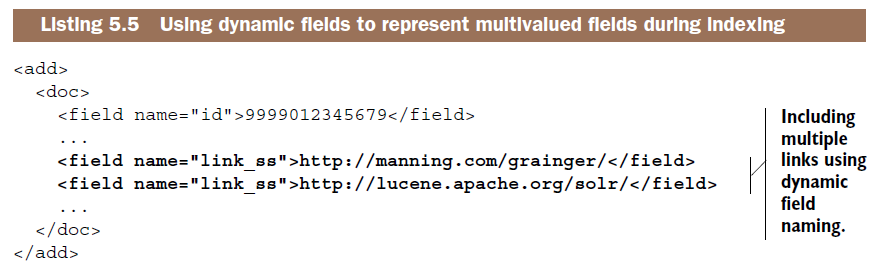 Listing 5.5 Using dynamic fields to represent multivalued fields during indexing
<add>
<doc>
<field name="id">9999012345679</field>
...
<field name="link_ss">http://manning.com/grainger/</field>
<field name="link_ss">http://lucene.apache.org/solr/</field>
...
</doc>
</add>
Including
multiple
links using
dynamic
field
naming.